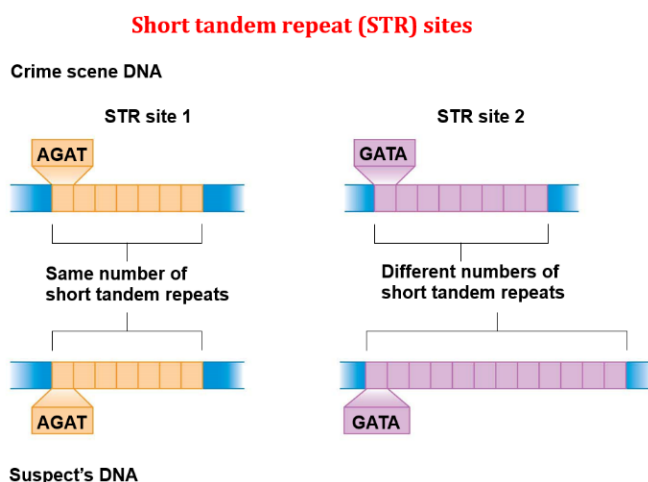 Short tandem repeat (STR) sites
Crime scene DNA
STR site 1
STR site 2
AGAT
GATA
Same number of
short tandem repeats
Different numbers of
short tandem repeats
AGAT
GATA
Suspect's DNA